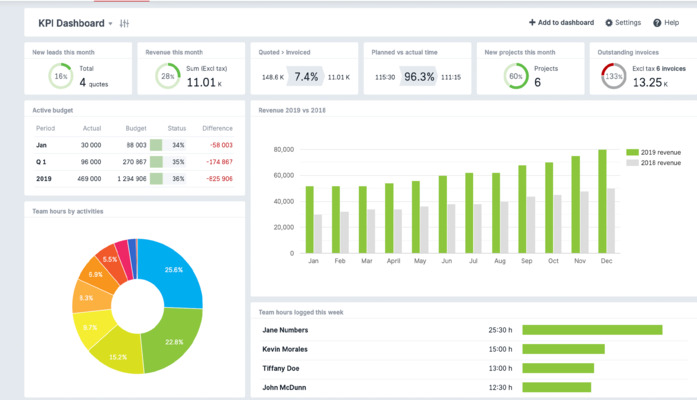 KPI Dashboard
Add to dashboard
Settings
Help
New leads this month
16%
Total
4 quotes
Revenue this month
28%
Sum (Excl tax)
11.01 K
Quoted > Invoiced
148.6 K
7.4%
11.01 K
Planned vs actual time
115:30
96.3%
111:15
New projects this month
60%
Projects
6
Outstanding invoices
133%
Excl tax 6 invoices
13.25 K
Active budget
Period Actual Budget Status Difference
Jan 30 000 88 003 34% -58 003
Q 1 96 000 270 867 35% -174 867
2019 469 000 1 294 906 36% -825 906
Revenue 2019 vs 2018
80,000
60,000
40,000
20,000
0
Jan Feb Mar April May Jun Jul Aug Sep Oct Nov Dec
2019 revenue
2018 revenue
Team hours by activities
25.6%
22.8%
15.2%
9.7%
8.3%
6.9%
5.5%
Team hours logged this week
Jane Numbers 25:30 h
Kevin Morales 15:00 h
Tiffany Doe 13:00 h
John McDunn 12:30 h